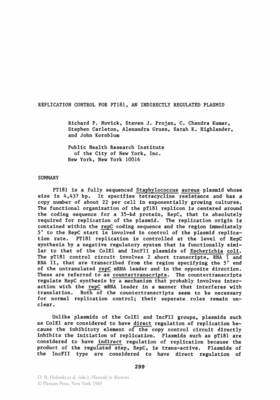 REPLICATION CONTROL FOR PT181, AN INDIRECTLY REGULATED PLASMID
Richard P. Novick, Steven J. Projan, C. Chandra Kumar,
Stephen Carleton, Alexandra Gruss, Sarah K. Highlander,
and John Kornblum
Public Health Research Institute
of the City of New York, Inc.
New York, New York 10016
SUMMARY
PT181 is a fully sequenced Staphylococcus aureus plasmid whose
size is 4,437 bp. It specifies tetracycline resistance and has a
copy number of about 22 per cell in exponentially growing cultures.
The functional organization of the pT181 replicon is centered around
the coding sequence for a 35-kd protein, RepC, that is absolutely
required for replication of the plasmid. The replication origin is
contained within the repC coding sequence and the region immediately
5' to the RepC start is involved in control of the plasmid replica-
tion rate. PT181 replication is controlled at the level of RepC
synthesis by a negative regulatory system that is functionally simi-
lar to that of the ColE1 and IncFII plasmids of Escherichia coli.
The pT181 control circuit involves 2 short transcripts, RNA I and
RNA II, that are transcribed from the region specifying the 5' end
of the untranslated repC mRNA leader and in the opposite direction.
These are referred to as countertranscripts. The countertranscripts
regulate RepC synthesis by a mechanism that probably involves inter-
action with the repC mRNA leader in a manner that interferes with
translation. Both of the countertranscripts seem to be necessary
for normal replication control; their separate roles remain un-
clear.
Unlike plasmids of the ColE1 and IncFII groups, plasmids such
as ColE1 are considered to have direct regulation of replication be-
cause the inhibitory element of the copy control circuit directly
inhibits the initiation of replication. Plasmids such as pT181 are
considered to have indirect regulation of replication because the
product of the regulated step, RepC, is trans-active. Plasmids of
the IncFII type are considered to have direct regulation of
299
D. R. Helinski et al. (eds.), Plasmids in Bacteria
© Plenum Press, New York 1985